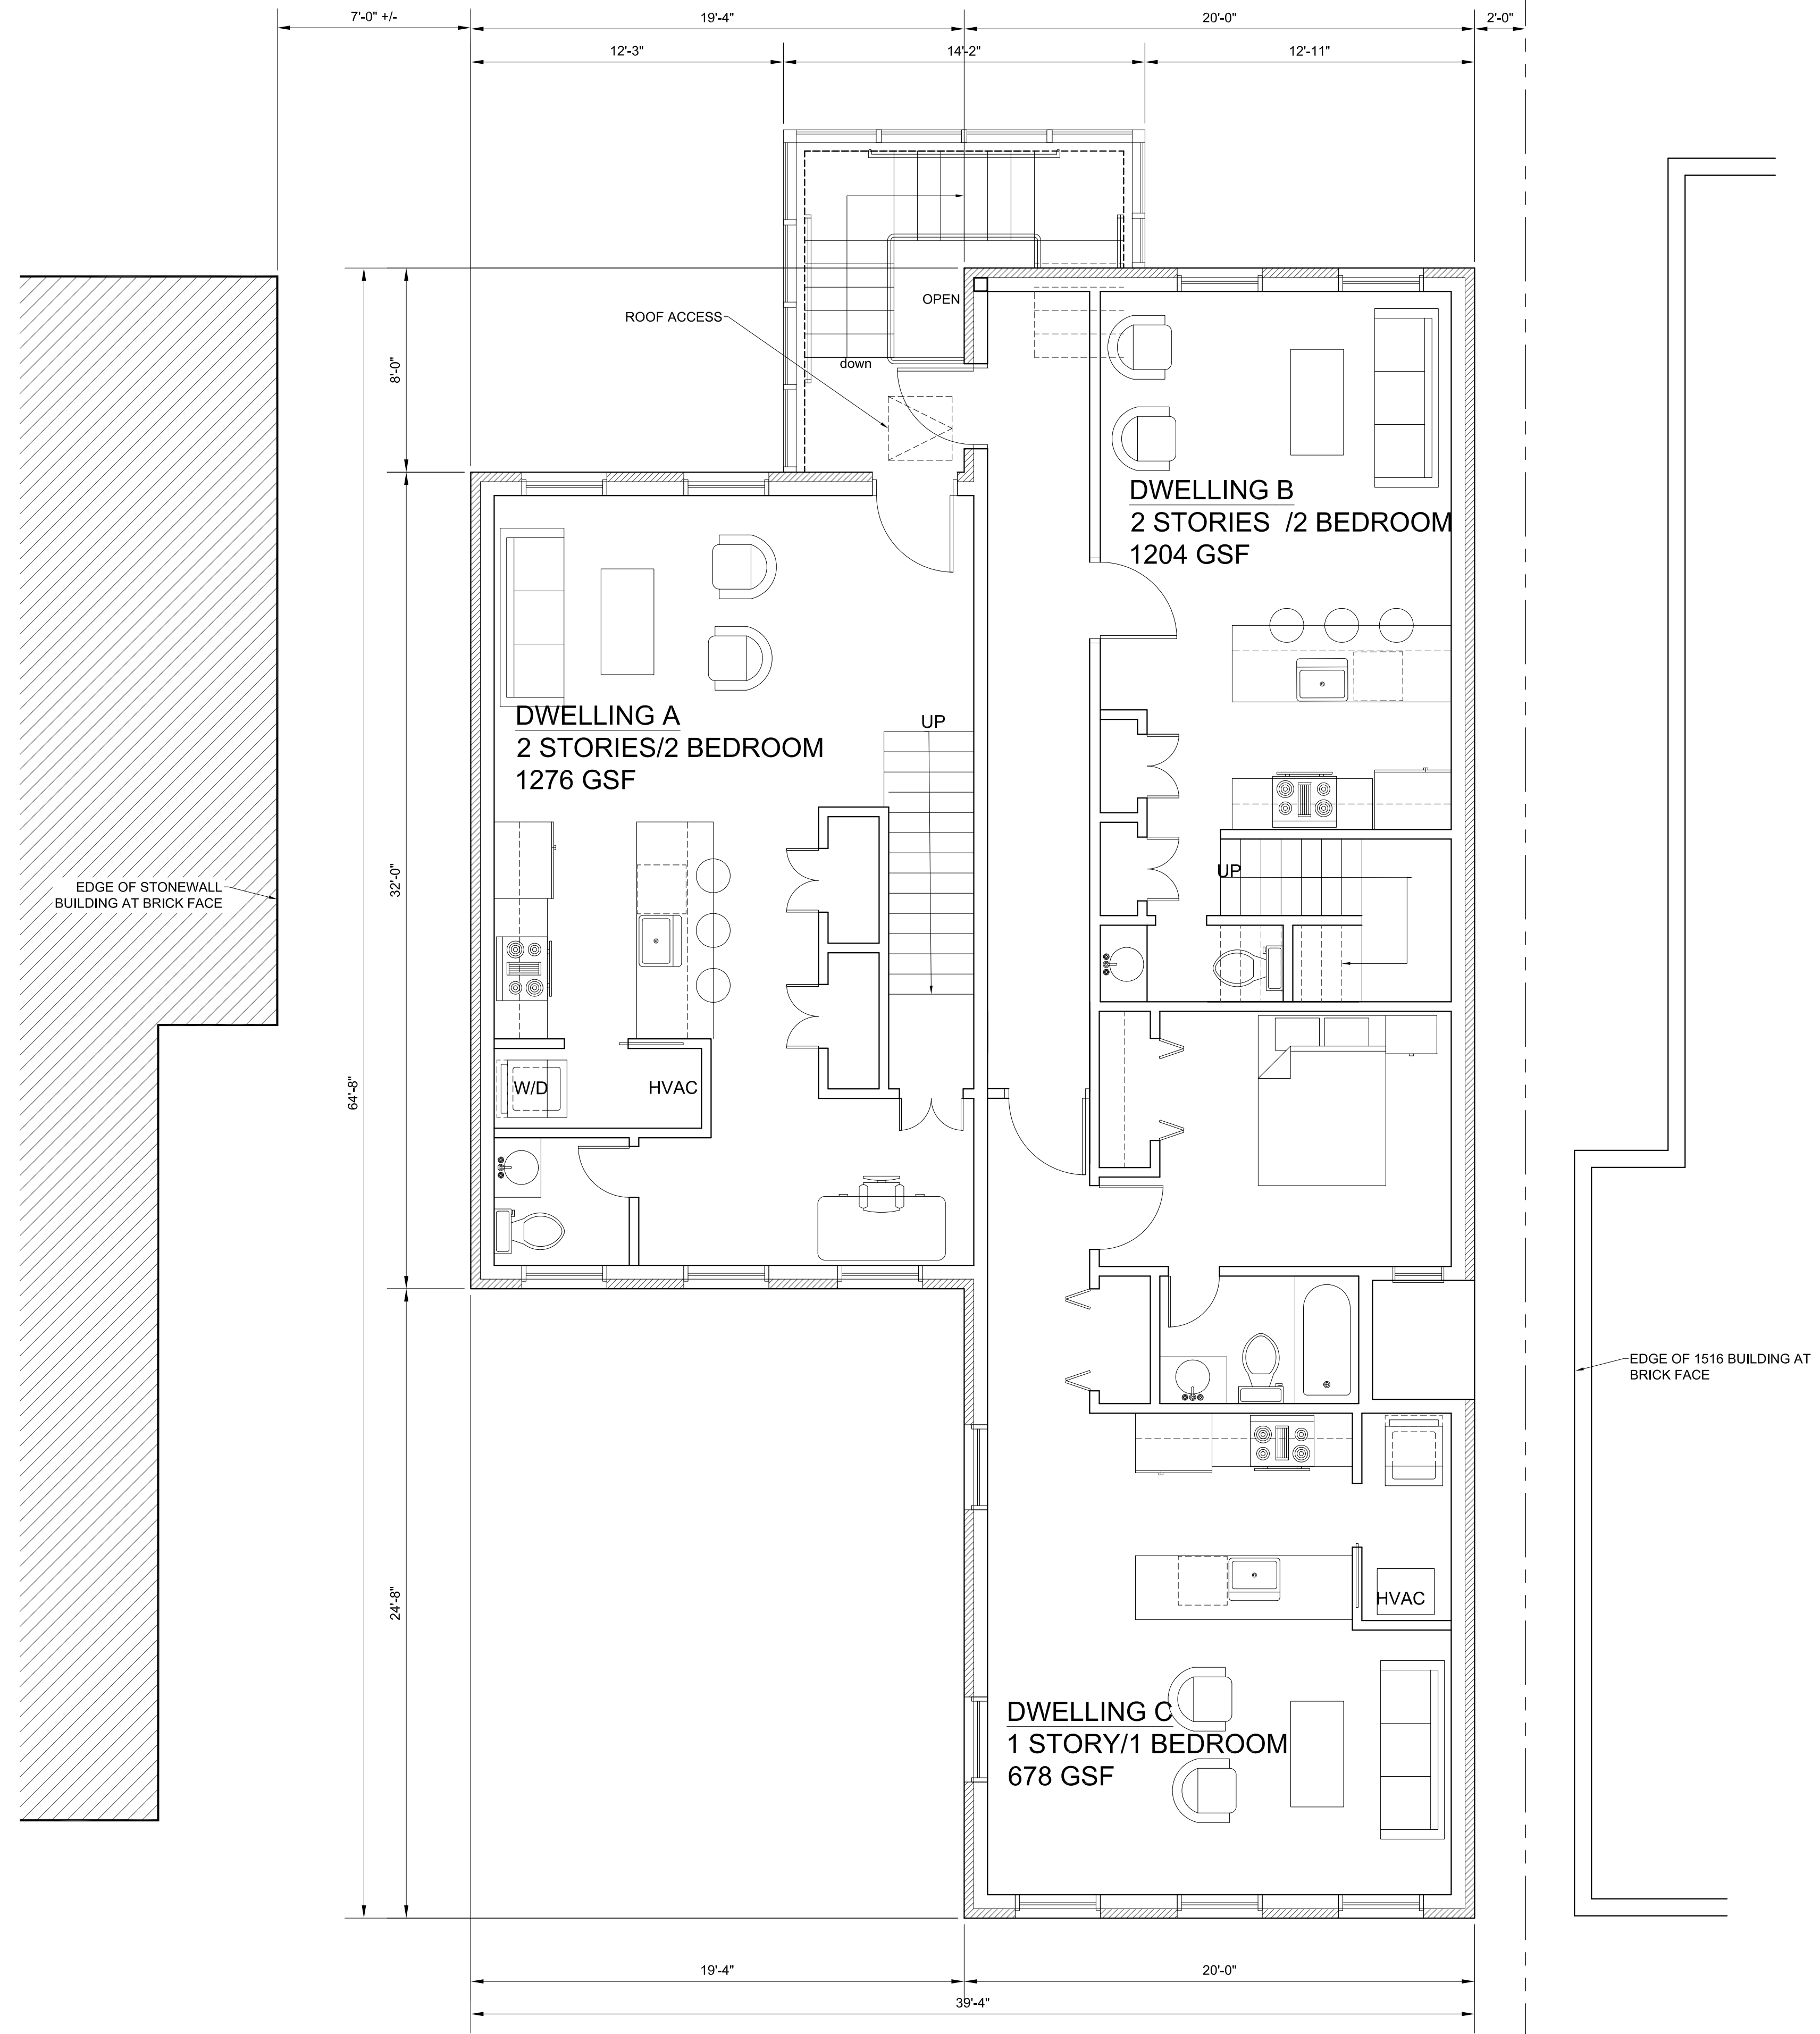 7'-0" +/-
19'-4"
20'-0"
2'-0"
12'-3"
14'-2"
12'-11"
OPEN
ROOF ACCESS
down
8'-0"
DWELLING B
2 STORIES /2 BEDROOM
1204 GSF
DWELLING A
2 STORIES/2 BEDROOM
1276 GSF
UP
UP
EDGE OF STONEWALL
BUILDING AT BRICK FACE
32'-0"
64'-8"
W/D
HVAC
EDGE OF 1516 BUILDING AT
BRICK FACE
24'-8"
HVAC
DWELLING C
1 STORY/1 BEDROOM
678 GSF
19'-4"
20'-0"
39'-4"